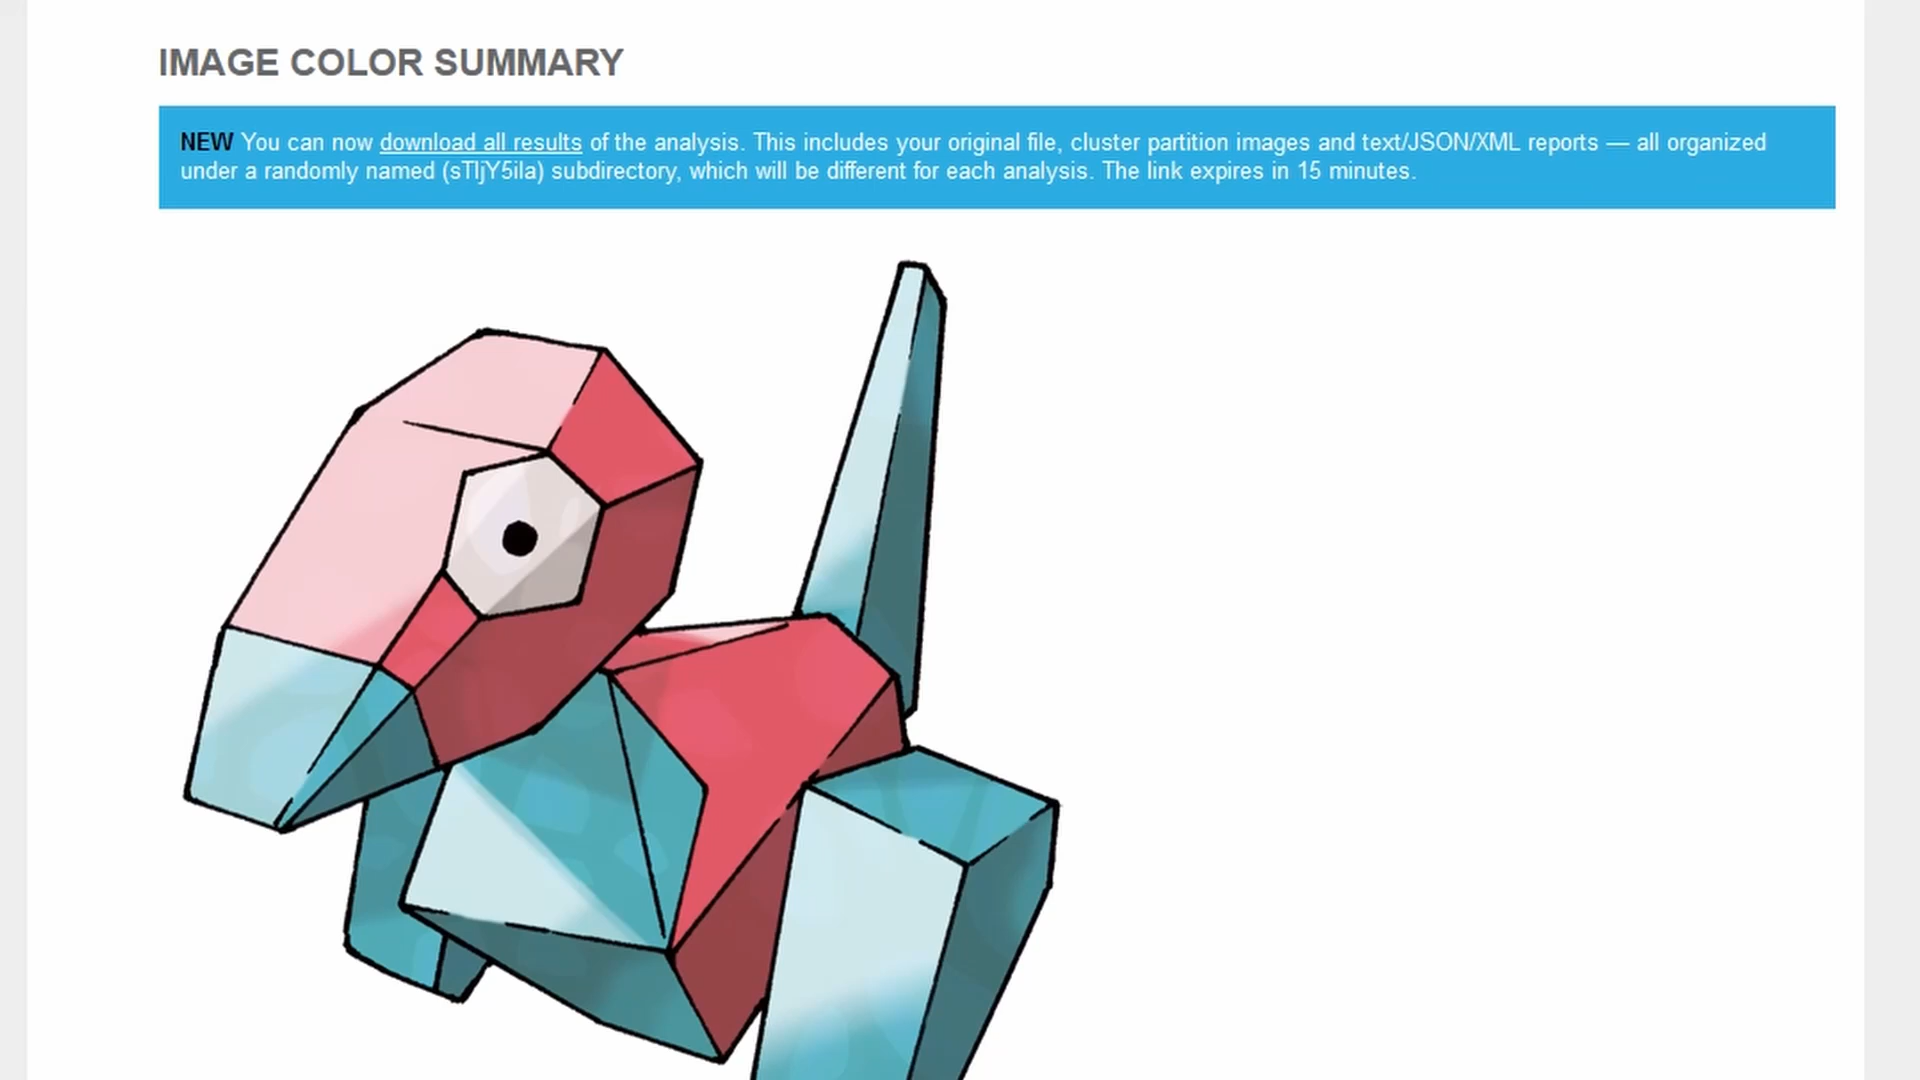 IMAGE COLOR SUMMARY
NEW You can now download all results of the analysis. This includes your original file, cluster partition images and text/JSON/XML reports — all organized
under a randomly named (sTljY5ila) subdirectory, which will be different for each analysis. The link expires in 15 minutes.